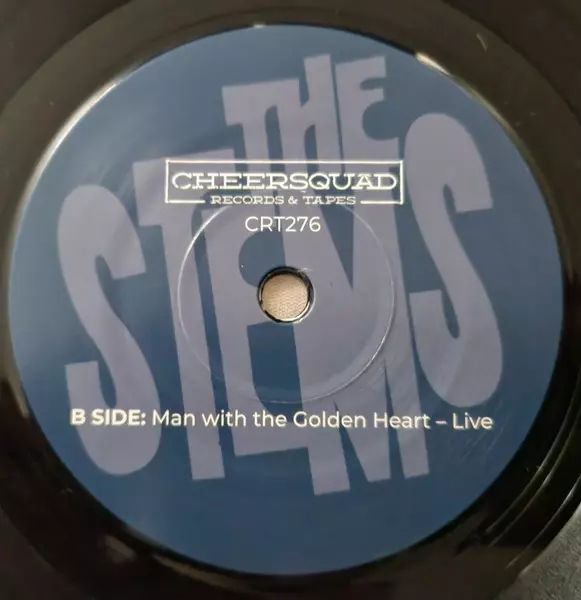 THE
STEMS
CHEERSQUAD
RECORDS & TAPES
CRT276
B SIDE: Man with the Golden Heart – Live